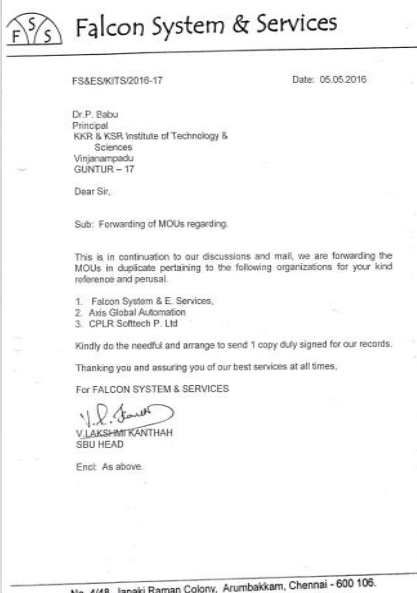 F S S
Falcon System & Services
FS&ES/KITS/2016-17 Date: 05.05.2016
Dr.P. Babu
Principal
KKR & KSR Institute of Technology &
Sciences
Vinjanampadu
GUNTUR – 17
Dear Sir,
Sub: Forwarding of MOUs regarding.
This is in continuation to our discussions and mail, we are forwarding the
MOUs in duplicate pertaining to the following organizations for your kind
reference and perusal.
1. Falcon System & E. Services,
2. Axis Global Automation
3. CPLR Softtech P. Ltd
Kindly do the needful and arrange to send 1 copy duly signed for our records.
Thanking you and assuring you of our best services at all times,
For FALCON SYSTEM & SERVICES
V.LAKSHMI KANTHAH
SBU HEAD
Encl: As above.
No. 4/48, Janaki Raman Colony, Arumbakkam, Chennai - 600 106.